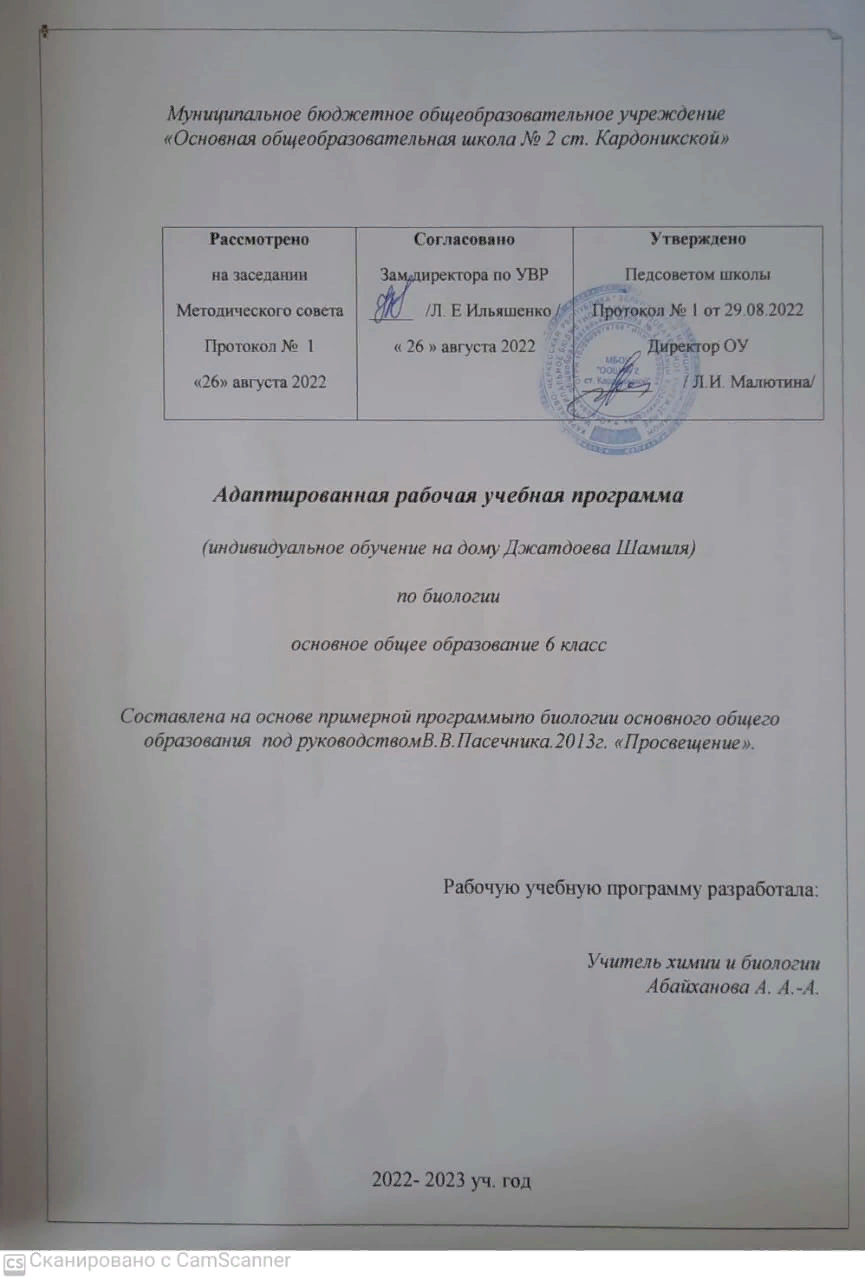 Муниципальное бюджетное общеобразовательное учреждение
«Основная общеобразовательная школа № 2 ст. Кардоникской»
Рассмотрено
на заседании
Методического совета
Протокол № 1
«26» августа 2022
Согласовано
Зам.директора по УВР
/Л. Е Ильяшенко /
« 26 » августа 2022
Утверждено
Педсоветом школы
Протокол № 1 от 29.08.2022
Директор ОУ
/ Л.И. Малютина/
МБОУ
Адаптированная рабочая учебная программа
(индивидуальное обучение на дому Джатдоева Шамиля)
по биологии
основное общее образование 6 класс
Составлена на основе примерной программыпо биологии основного общего
образования под руководствомВ.В.Пасечника.2013г. «Просвещение».
Рабочую учебную программу разработала:
Учитель химии и биологии
Абайханова А. А.-А.
2022- 2023 уч. год
CS Сканировано с CamScanner